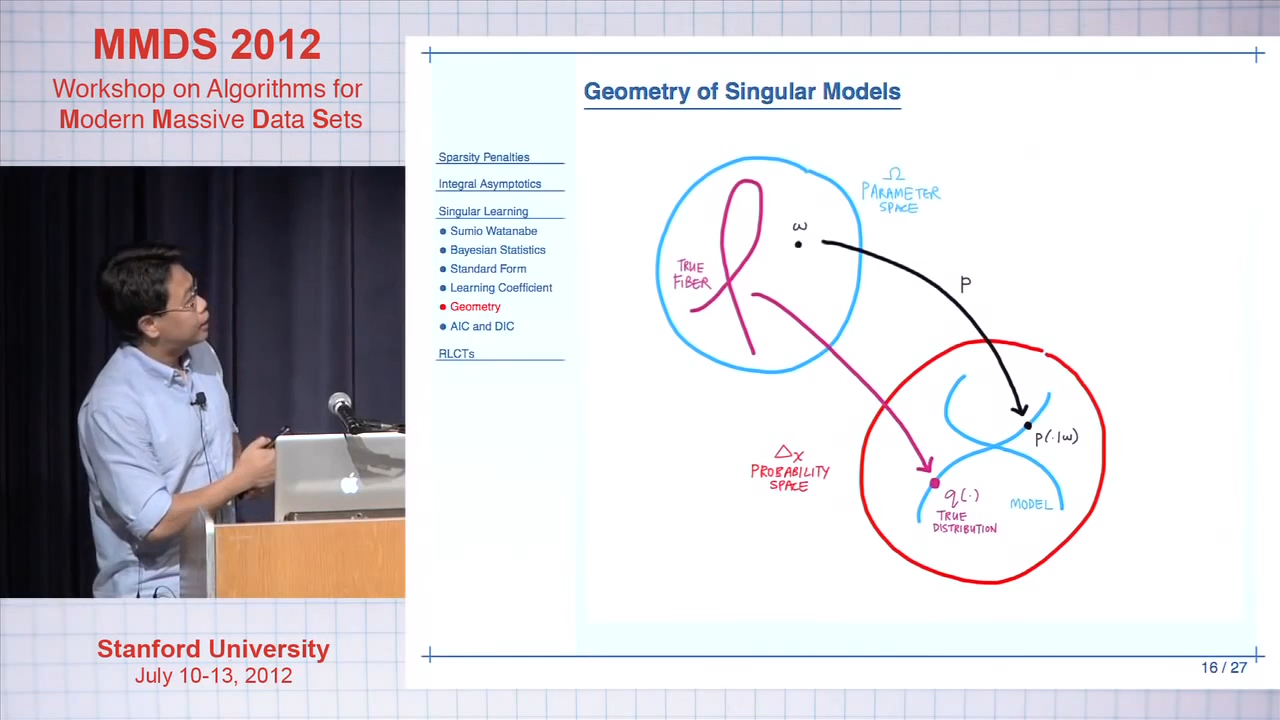 MMDS 2012
Workshop on Algorithms for
Modern Massive Data Sets
Geometry of Singular Models
Sparsity Penalties
Integral Asymptotics
Singular Learning
Sumio Watanabe
Bayesian Statistics
Standard Form
Learning Coefficient
Geometry
AIC and DIC
RLCTs
Ω
PARAMETER
SPACE
ω
TRUE
FIBER
p
Δx
PROBABILITY
SPACE
p(·|ω)
q(·)
TRUE
DISTRIBUTION
MODEL
Stanford University
July 10-13, 2012
16 / 27